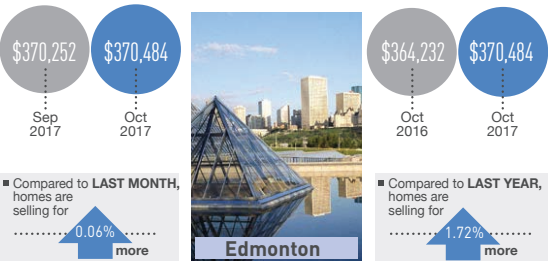 $370,252
$370,484
Sep
2017
Oct
2017
Compared to LAST MONTH,
homes are
selling for
0.06%
more
Edmonton
$364,232
$370,484
Oct
2016
Oct
2017
Compared to LAST YEAR,
homes are
selling for
1.72%
more